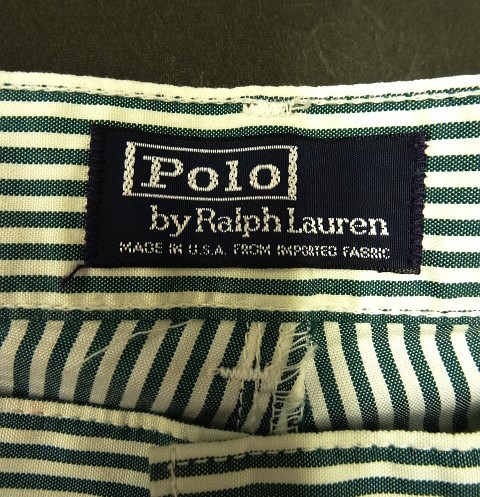 Polo
by Ralph Lauren
MADE IN U.S.A. FROM IMPORTED FABRIC